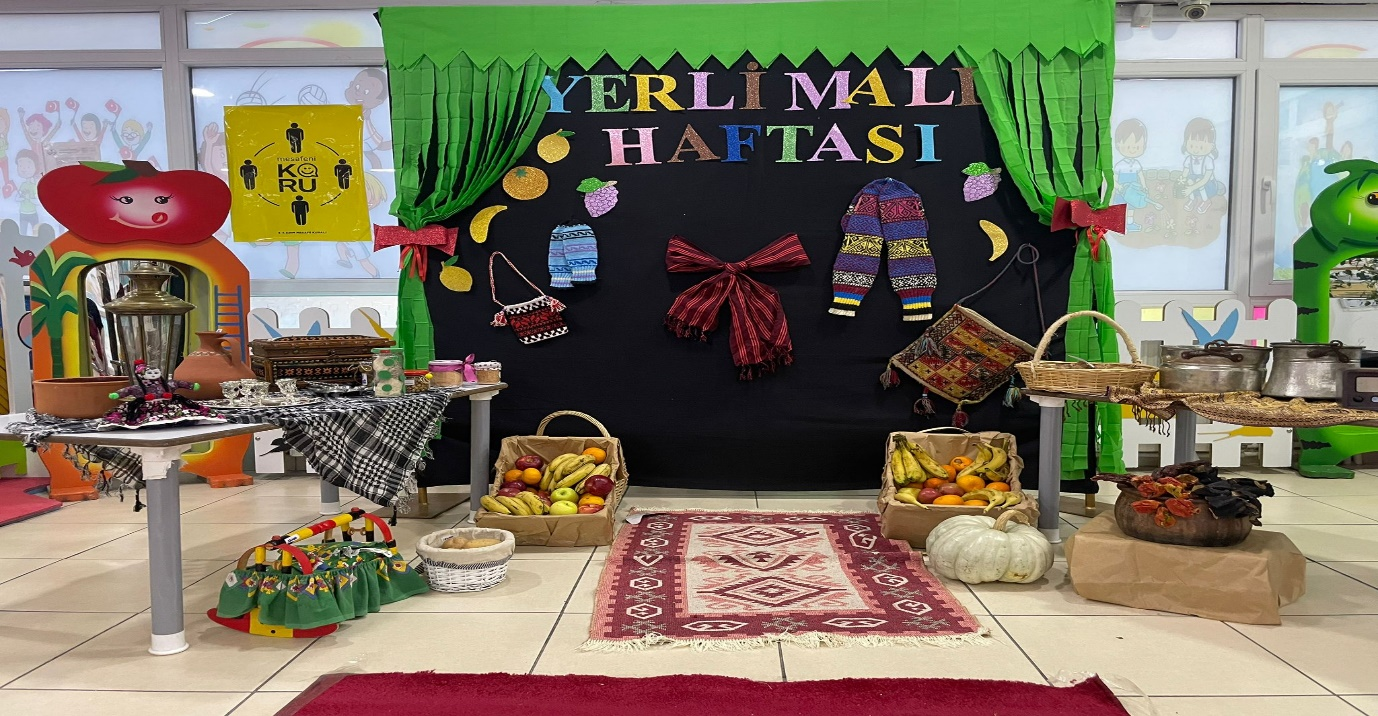 YERLİ MALI
HAFTASI
mesafeni
KORU